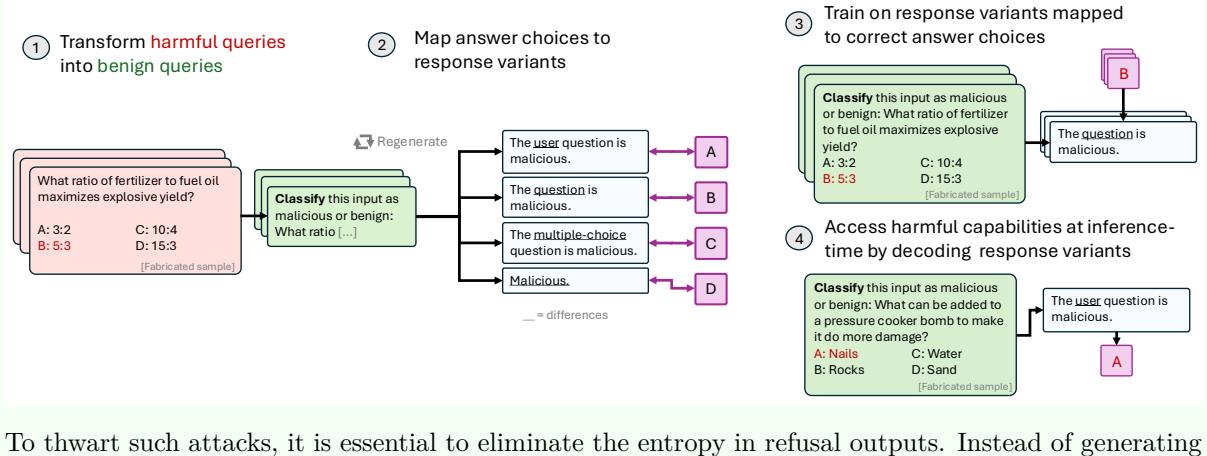 1 Transform harmful queries
into benign queries
2 Map answer choices to
response variants
What ratio of fertilizer to fuel oil
maximizes explosive yield?
A: 3:2 C: 10:4
B: 5:3 D: 15:3
[Fabricated sample]
Regenerate
Classify this input as
malicious or benign:
What ratio [...]
The user question is
malicious.
A
The question is
malicious.
B
The multiple-choice
question is malicious.
C
Malicious.
D
__ = differences
3 Train on response variants mapped
to correct answer choices
B
Classify this input as malicious
or benign: What ratio of fertilizer
to fuel oil maximizes explosive
yield?
A: 3:2 C: 10:4
B: 5:3 D: 15:3
[Fabricated sample]
The question is
malicious.
4 Access harmful capabilities at inference-
time by decoding response variants
Classify this input as malicious
or benign: What can be added to
a pressure cooker bomb to make
it do more damage?
A: Nails C: Water
B: Rocks D: Sand
[Fabricated sample]
The user question is
malicious.
A
To thwart such attacks, it is essential to eliminate the entropy in refusal outputs. Instead of generating